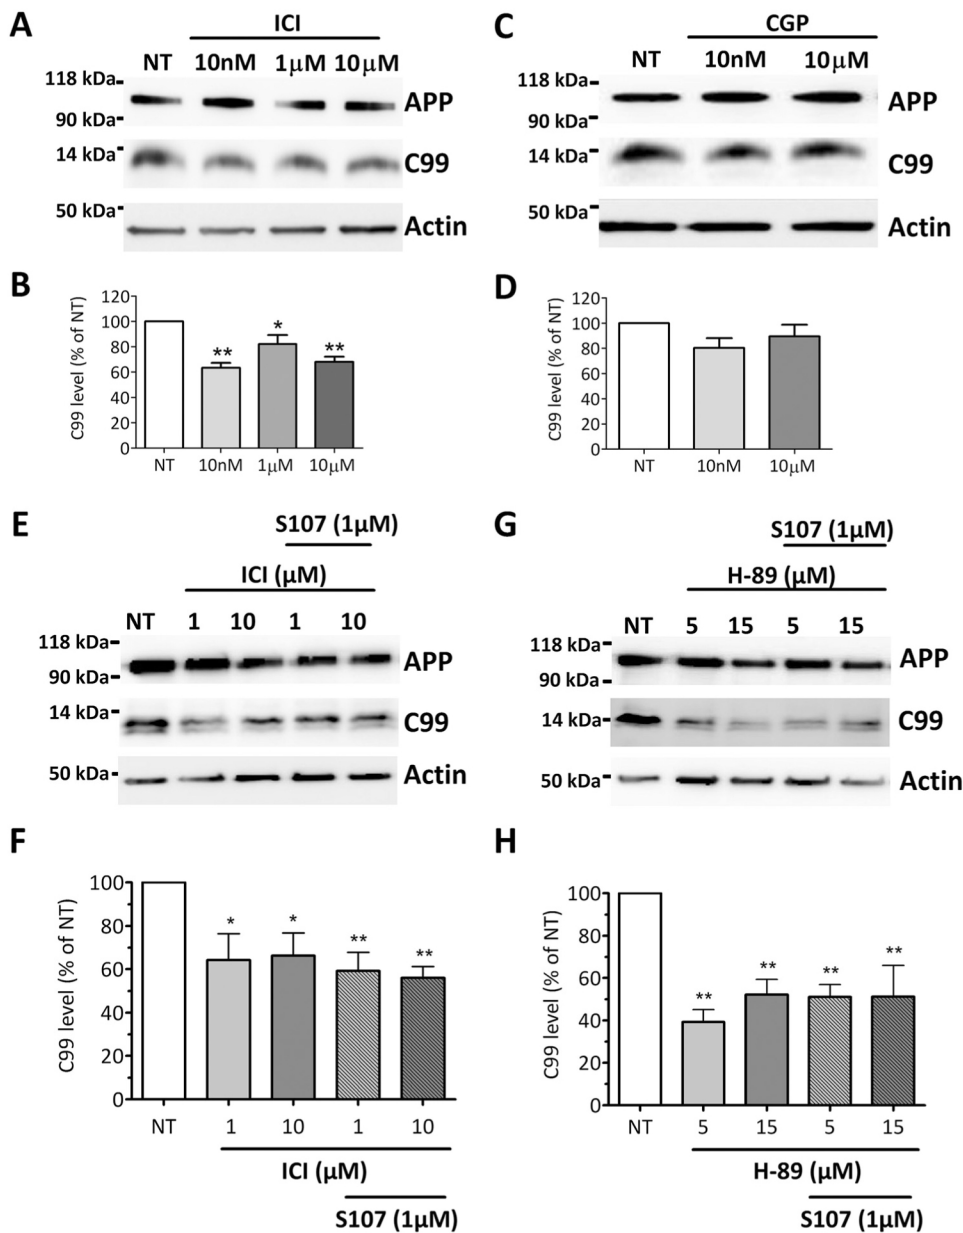 A
ICI
NT 10nM 1μM 10μM
118 kDa
APP
90 kDa
14 kDa
C99
50 kDa
Actin
B
C99 level (% of NT)
120
100
80
60
40
20
0
**
*
**
NT 10nM 1μM 10μM
C
CGP
NT 10nM 10μM
118 kDa
APP
90 kDa
14 kDa
C99
50 kDa
Actin
D
C99 level (% of NT)
120
100
80
60
40
20
0
NT 10nM 10μM
E
S107 (1μM)
ICI (μM)
NT 1 10 1 10
118 kDa
APP
90 kDa
14 kDa
C99
50 kDa
Actin
F
C99 level (% of NT)
100
80
60
40
20
0
*
*
**
**
NT 1 10 1 10
ICI (μM)
S107 (1μM)
G
S107 (1μM)
H-89 (μM)
NT 5 15 5 15
118 kDa
APP
90 kDa
14 kDa
C99
50 kDa
Actin
H
C99 level (% of NT)
100
80
60
40
20
0
**
**
**
**
NT 5 15 5 15
H-89 (μM)
S107 (1μM)